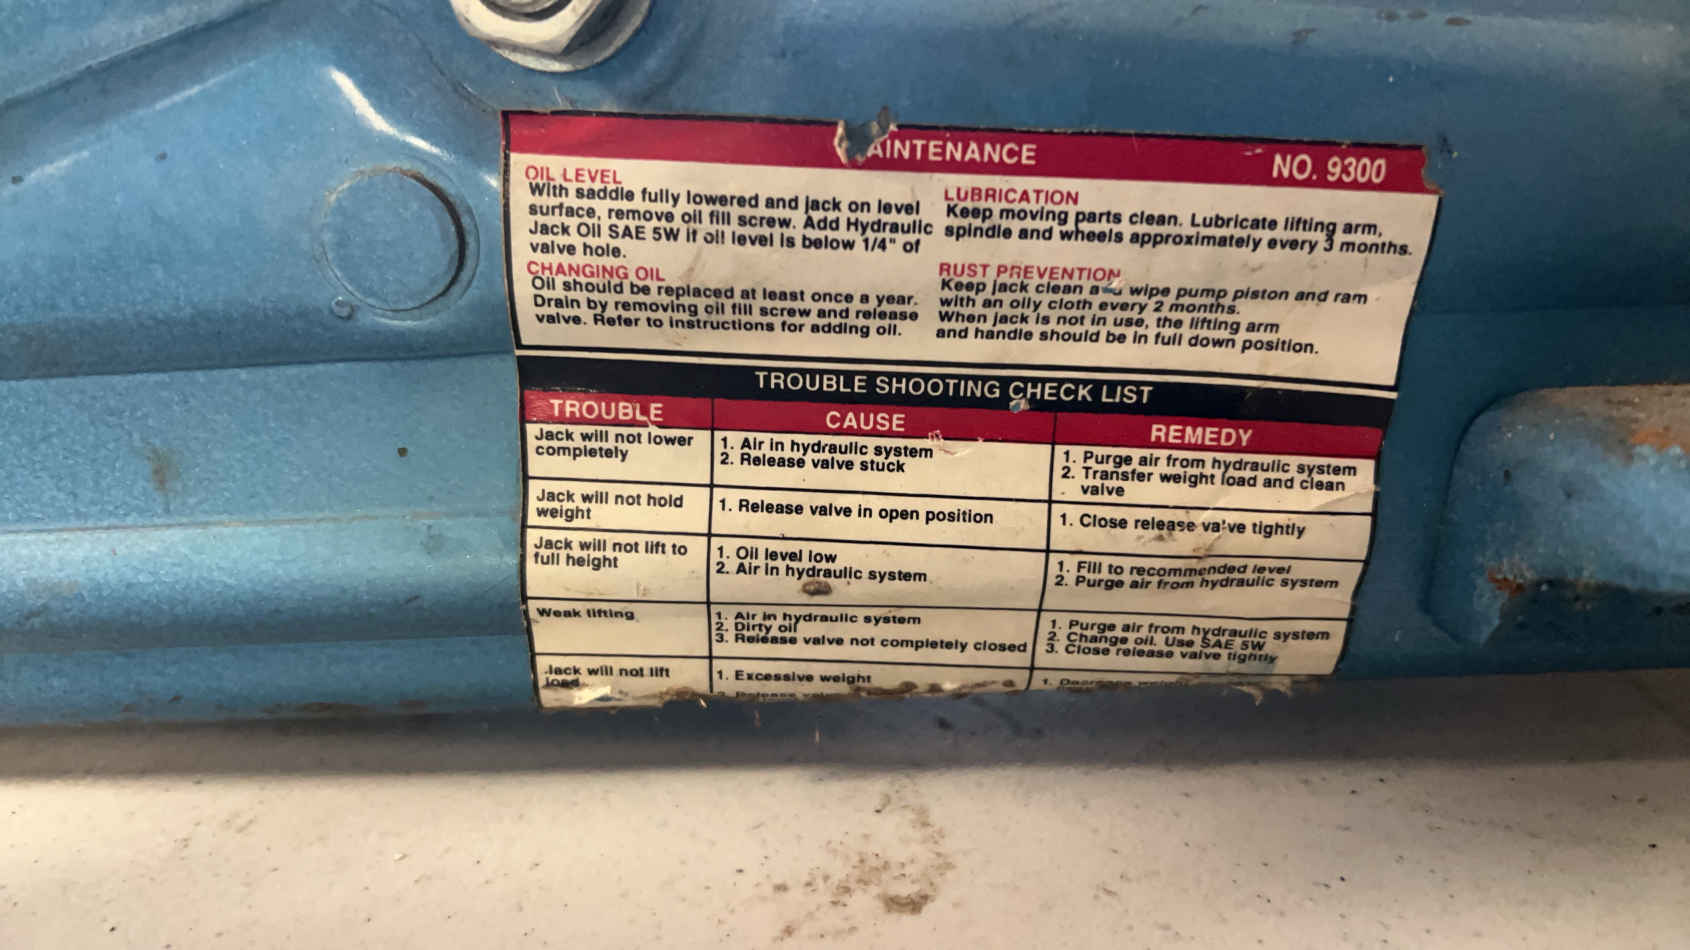 MAINTENANCE
NO. 9300
OIL LEVEL
With saddle fully lowered and jack on level
surface, remove oil fill screw. Add Hydraulic
Jack Oil SAE 5W if oil level is below 1/4" of
valve hole.
CHANGING OIL
Oil should be replaced at least once a year.
Drain by removing oil fill screw and release
valve. Refer to instructions for adding oil.
LUBRICATION
Keep moving parts clean. Lubricate lifting arm,
spindle and wheels approximately every 3 months.
RUST PREVENTION
Keep jack clean and wipe pump piston and ram
with an oily cloth every 2 months.
When jack is not in use, the lifting arm
and handle should be in full down position.
TROUBLE SHOOTING CHECK LIST
TROUBLE
CAUSE
REMEDY
Jack will not lower
completely
1. Air in hydraulic system
2. Release valve stuck
1. Purge air from hydraulic system
2. Transfer weight load and clean
valve
Jack will not hold
weight
1. Release valve in open position
1. Close release valve tightly
Jack will not lift to
full height
1. Oil level low
2. Air in hydraulic system
1. Fill to recommended level
2. Purge air from hydraulic system
Weak lifting
1. Air in hydraulic system
2. Dirty oil
3. Release valve not completely closed
1. Purge air from hydraulic system
2. Change oil. Use SAE 5W
3. Close release valve tightly
Jack will not lift
load
1. Excessive weight
2. Release
1. Decrease weight